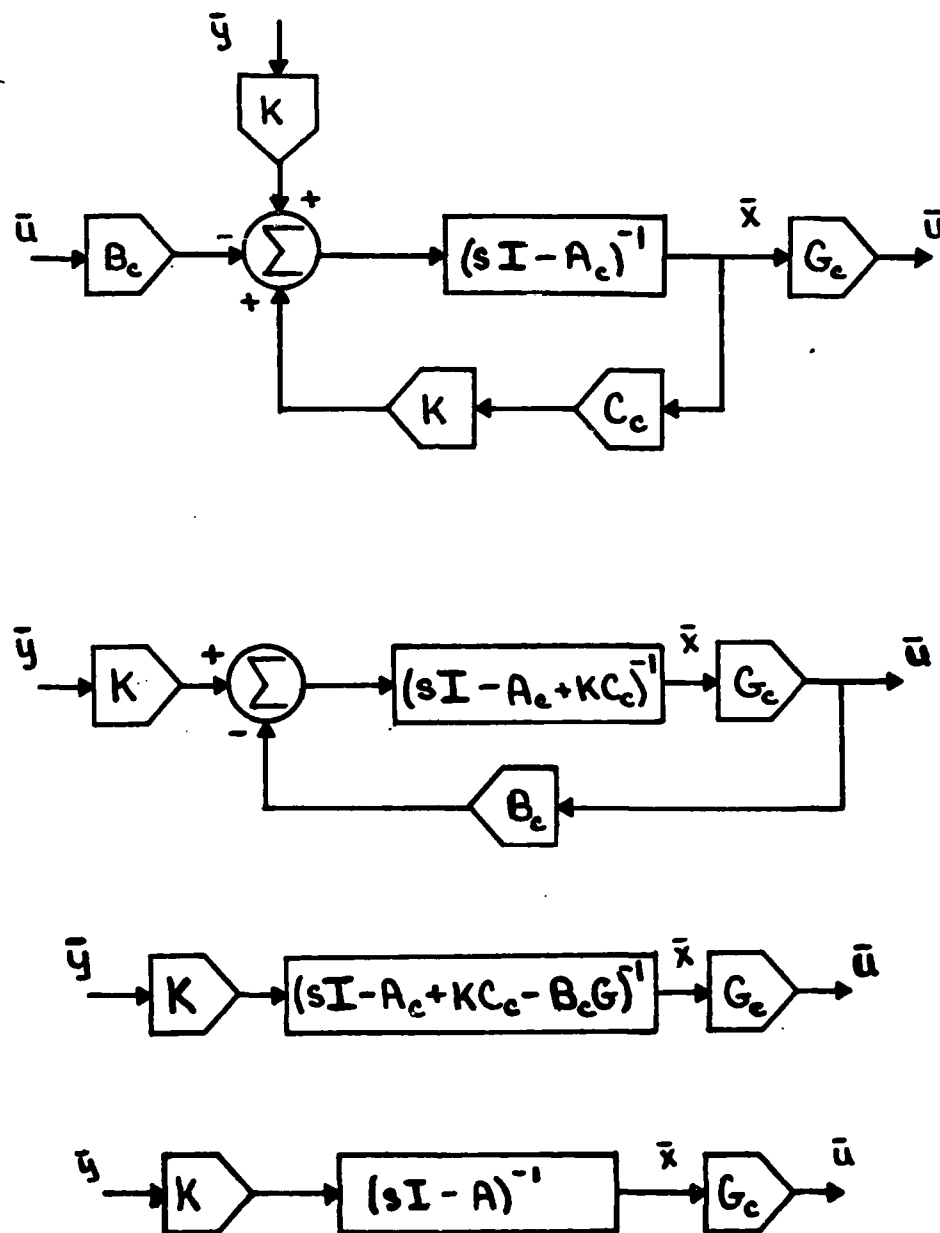 ȳ
K
+
ū
B_c
-
Σ
+
(sI-A_c)⁻¹
x̄
G_c
ū
K
C_c
ȳ
K
+
Σ
-
(sI-A_c+KC_c)⁻¹
x̄
G_c
ū
B_c
ȳ
K
(sI-A_c+KC_c-B_cG)⁻¹
x̄
G_c
ū
ȳ
K
(sI-A)⁻¹
x̄
G_c
ū